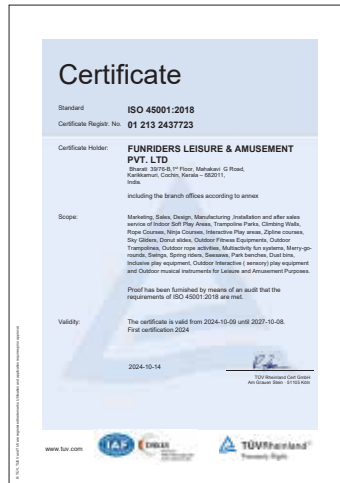 Certificate
Standard ISO 45001:2018
Certificate Registr. No. 01 213 2437723
Certificate Holder: FUNRIDERS LEISURE & AMUSEMENT
PVT. LTD
Bharati 39/76-B,1st Floor, Mahakavi G Road,
Karikkamuri, Cochin, Kerala – 682011,
India.
including the branch offices according to annex
Scope: Marketing, Sales, Design, Manufacturing ,Installation and after sales
service of Indoor Soft Play Areas, Trampoline Parks, Climbing Walls,
Rope Courses, Ninja Courses, Interactive Play areas, Zipline courses,
Sky Gliders, Donut slides, Outdoor Fitness Equipments, Outdoor
Trampolines, Outdoor rope activities, Multiactivity fun systems, Merry-go-
rounds, Swings, Spring riders, Seesaws, Park benches, Dust bins,
Inclusive play equipment, Outdoor Interactive ( sensory) play equipment
and Outdoor musical instruments for Leisure and Amusement Purposes.
Proof has been furnished by means of an audit that the
requirements of ISO 45001:2018 are met.
Validity: The certificate is valid from 2024-10-09 until 2027-10-08.
First certification 2024
2024-10-14
TÜV Rheinland Cert GmbH
Am Grauen Stein · 51105 Köln
www.tuv.com
IAF
DAkkS
TÜVRheinland®
Precisely Right.